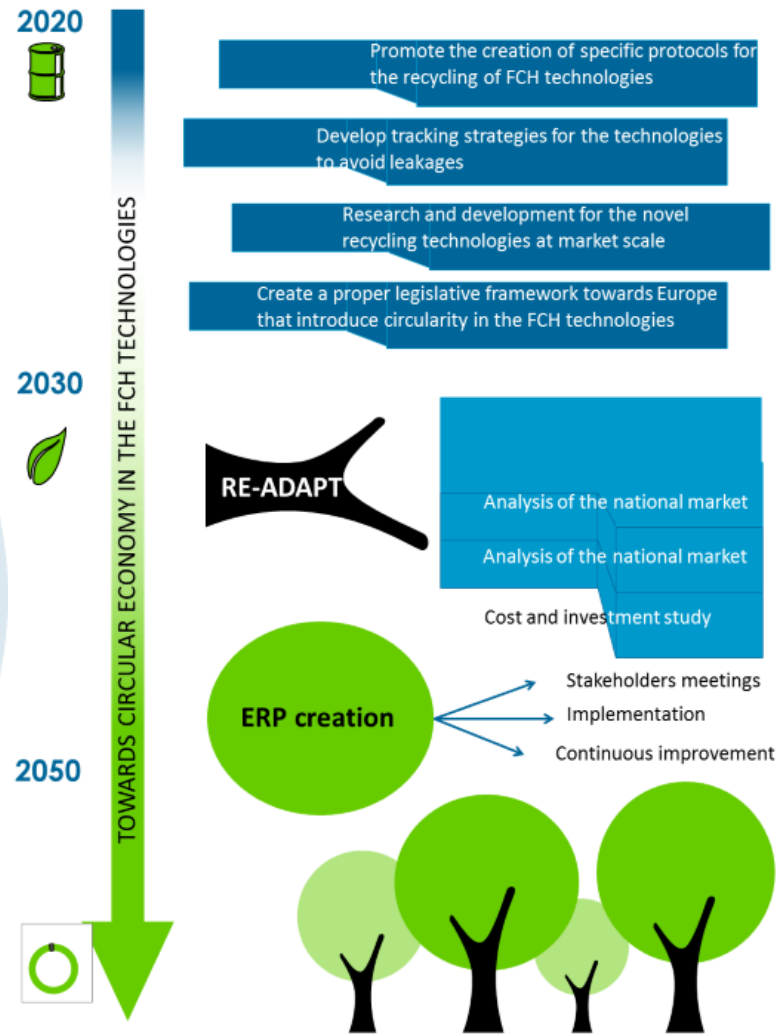 2020
Promote the creation of specific protocols for
the recycling of FCH technologies
Develop tracking strategies for the technologies
to avoid leakages
Research and development for the novel
recycling technologies at market scale
Create a proper legislative framework towards Europe
that introduce circularity in the FCH technologies
TOWARDS CIRCULAR ECONOMY IN THE FCH TECHNOLOGIES
2030
RE-ADAPT
Analysis of the national market
Analysis of the national market
Cost and investment study
ERP creation
Stakeholders meetings
Implementation
Continuous improvement
2050